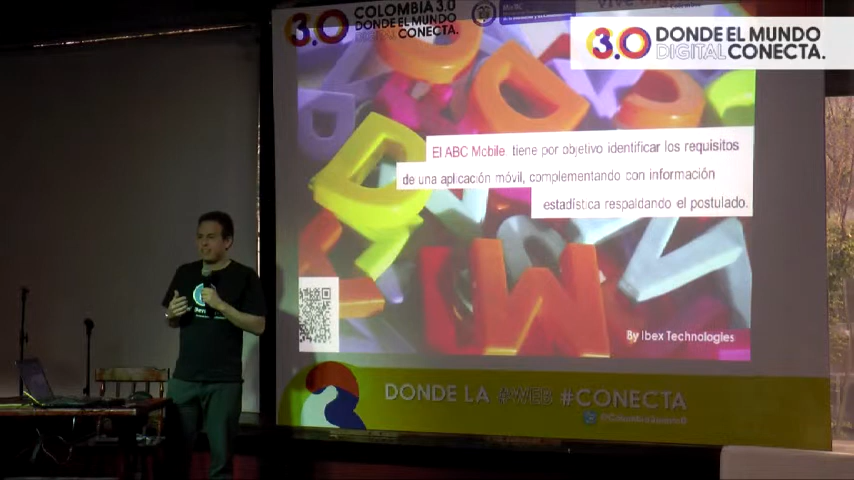 3.0
COLOMBIA 3.0
DONDE EL MUNDO
CONECTA.
3.0
DONDE EL MUNDO
DIGITAL CONECTA.
El ABC Mobile tiene por objetivo identificar los requisitos
de una aplicación móvil, complementando con información
estadística respaldando el postulado.
By Ibex Technologies
DONDE LA #WEB #CONECTA